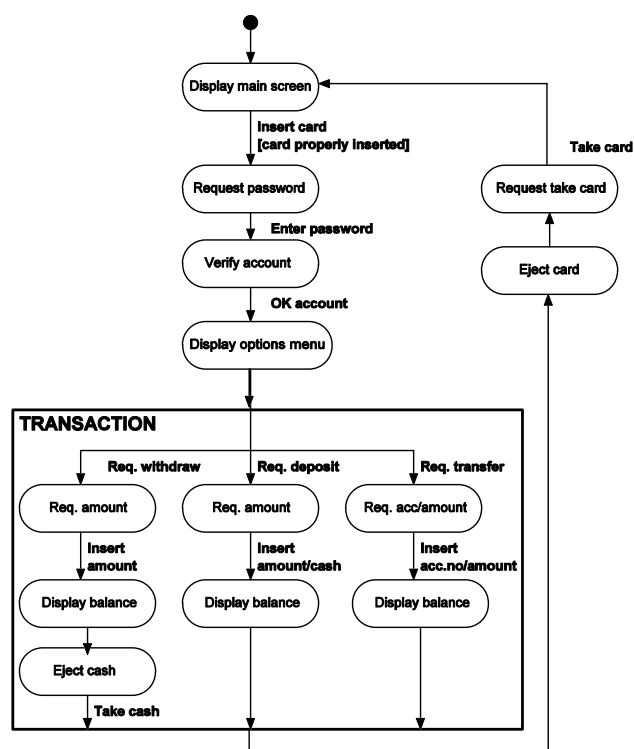 Display main screen
Insert card
[card properly inserted]
Take card
Request password
Request take card
Enter password
Verify account
Eject card
OK account
Display options menu
TRANSACTION
Req. withdraw
Req. deposit
Req. transfer
Req. amount
Req. amount
Req. acc/amount
Insert
amount
Insert
amount/cash
Insert
acc.no/amount
Display balance
Display balance
Display balance
Eject cash
Take cash